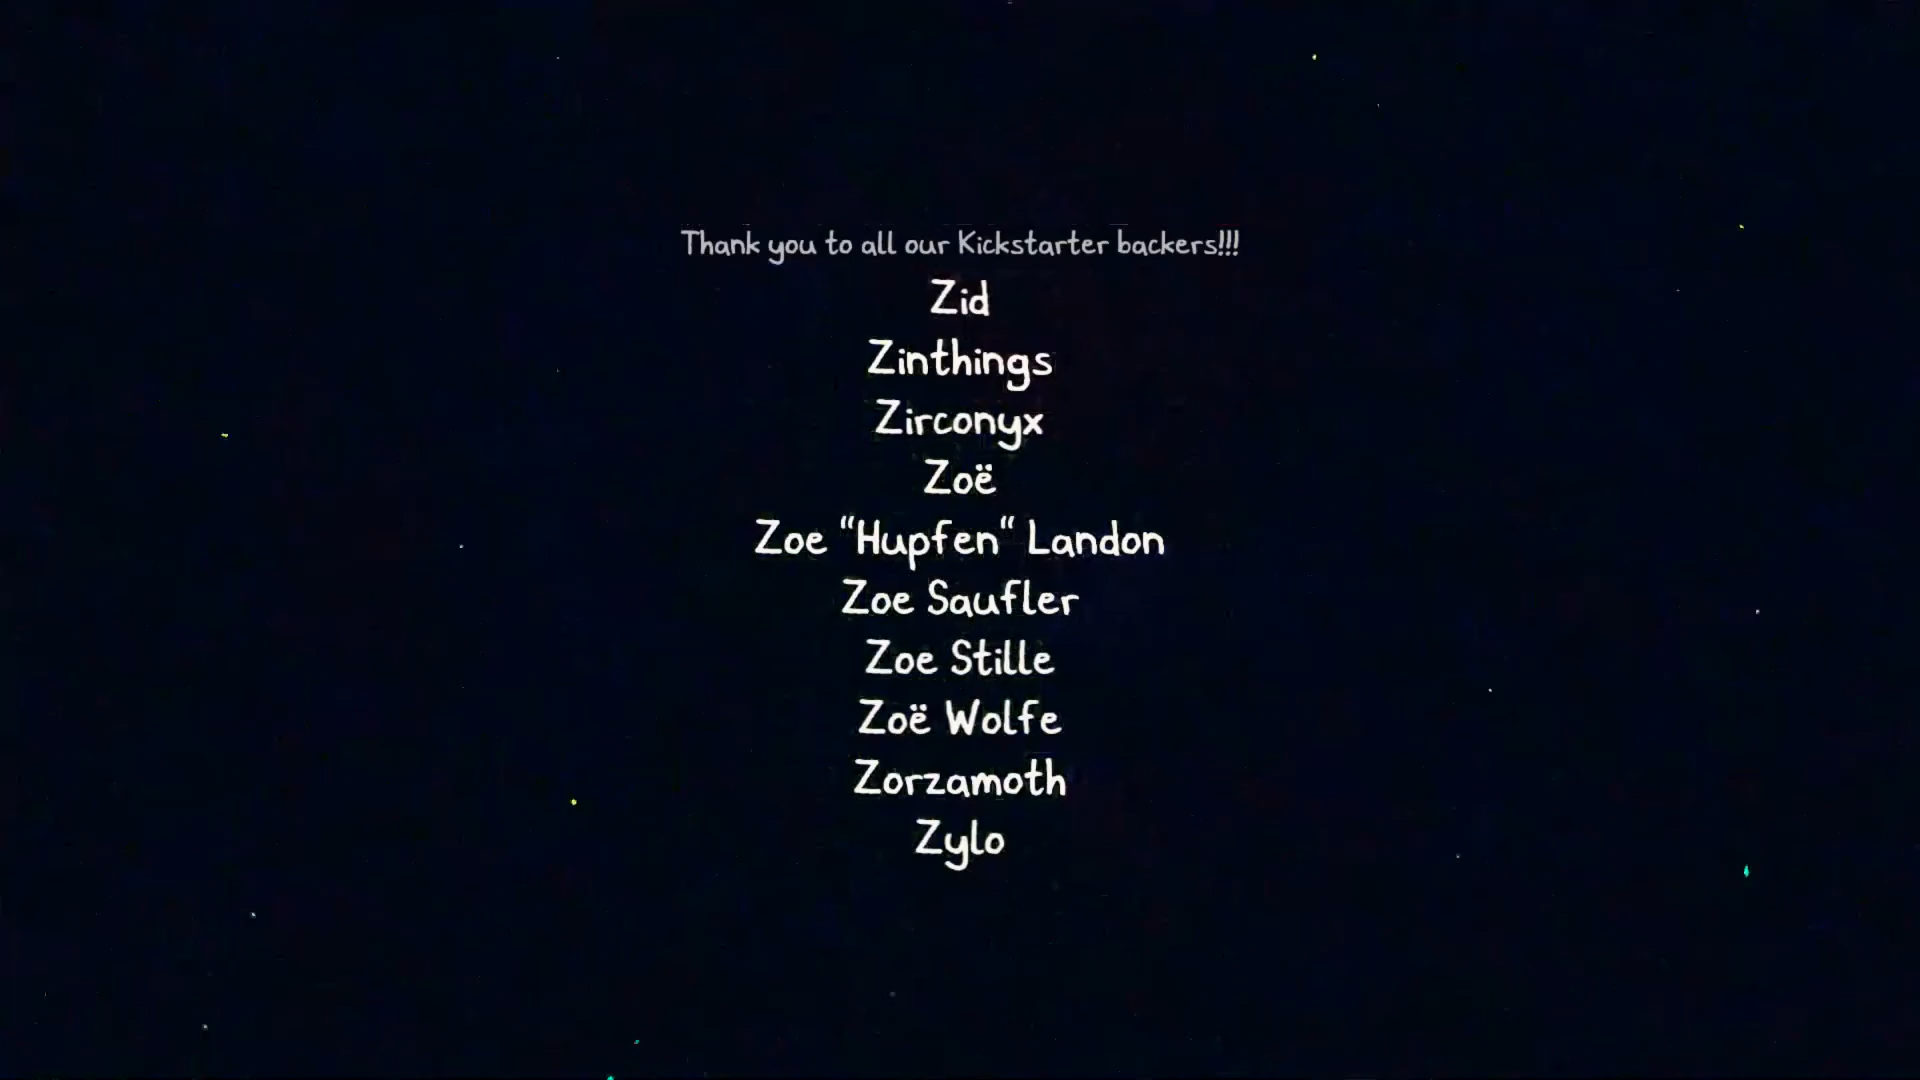 Thank you to all our Kickstarter backers!!!
Zid
Zinthings
Zirconyx
Zoë
Zoe “Hupfen“ Landon
Zoe Saufler
Zoe Stille
Zoë Wolfe
Zorzamoth
Zylo